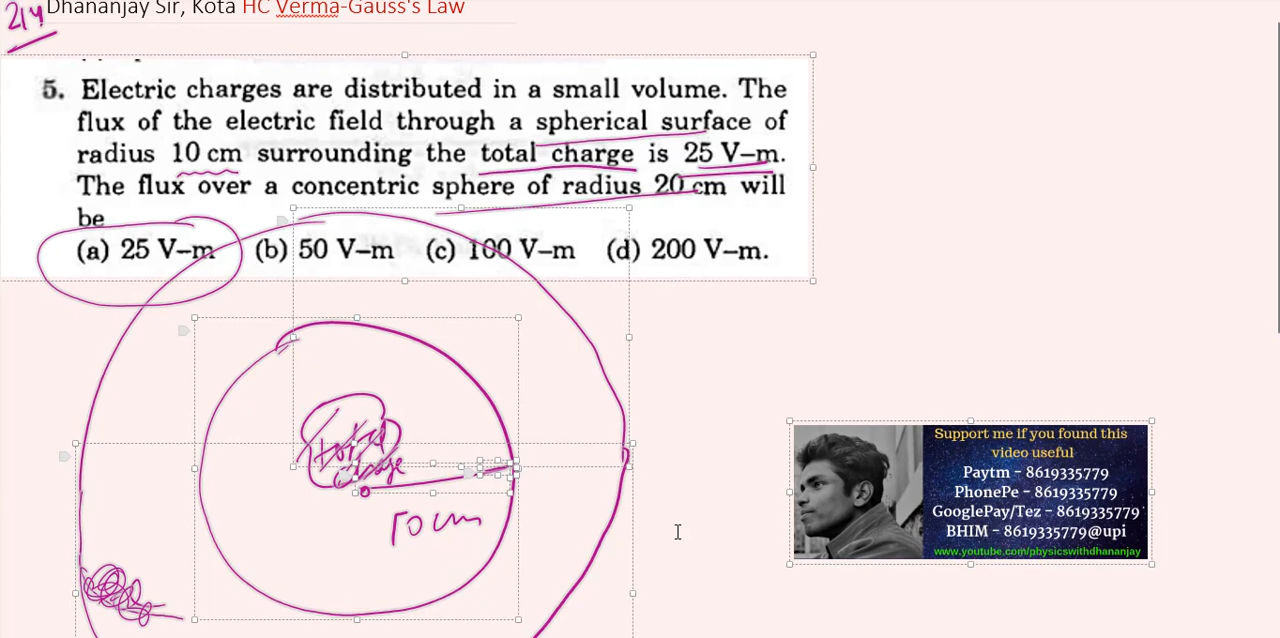 214
Dhananjay Sir, Kota HC Verma-Gauss's Law
5. Electric charges are distributed in a small volume. The
flux of the electric field through a spherical surface of
radius 10 cm surrounding the total charge is 25 V–m.
The flux over a concentric sphere of radius 20 cm will
be
(a) 25 V–m (b) 50 V–m (c) 100 V–m (d) 200 V–m.
total
10 cm
Support me if you found this
video useful
Paytm - 8619335779
PhonePe - 8619335779
GooglePay/Tez - 8619335779
BHIM - 8619335779@upi
www.youtube.com/physicswithdhananjay